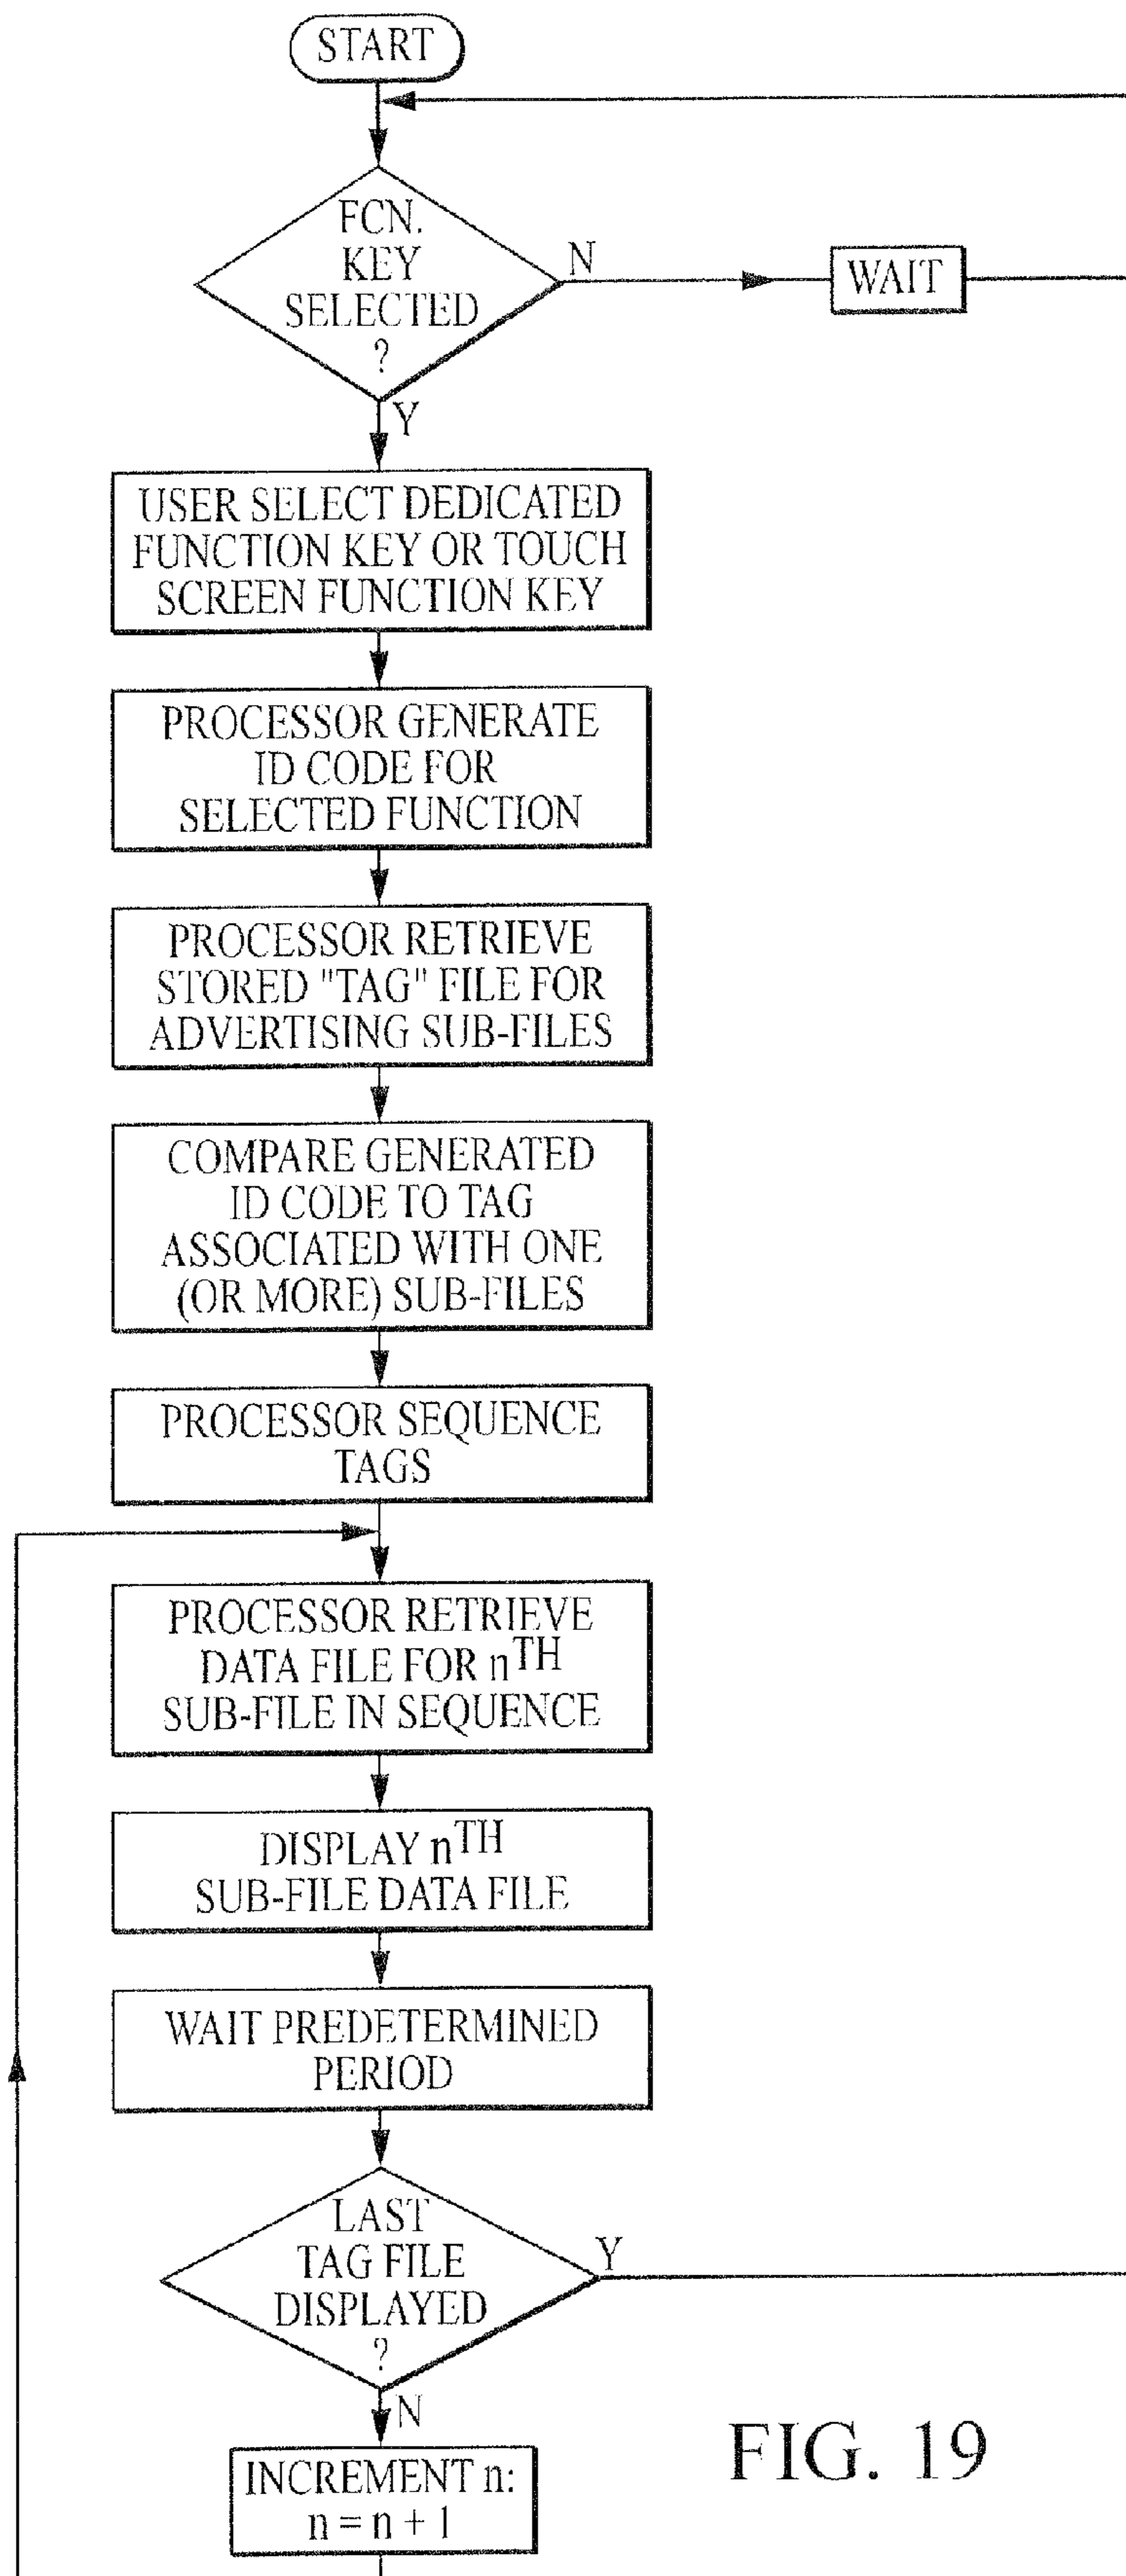 START
FCN.
KEY
SELECTED
?
N
WAIT
Y
USER SELECT DEDICATED
FUNCTION KEY OR TOUCH
SCREEN FUNCTION KEY
PROCESSOR GENERATE
ID CODE FOR
SELECTED FUNCTION
PROCESSOR RETRIEVE
STORED "TAG" FILE FOR
ADVERTISING SUB-FILES
COMPARE GENERATED
ID CODE TO TAG
ASSOCIATED WITH ONE
(OR MORE) SUB-FILES
PROCESSOR SEQUENCE
TAGS
PROCESSOR RETRIEVE
DATA FILE FOR nTH
SUB-FILE IN SEQUENCE
DISPLAY nTH
SUB-FILE DATA FILE
WAIT PREDETERMINED
PERIOD
LAST
TAG FILE
DISPLAYED
?
Y
N
INCREMENT n:
n = n + 1
FIG. 19